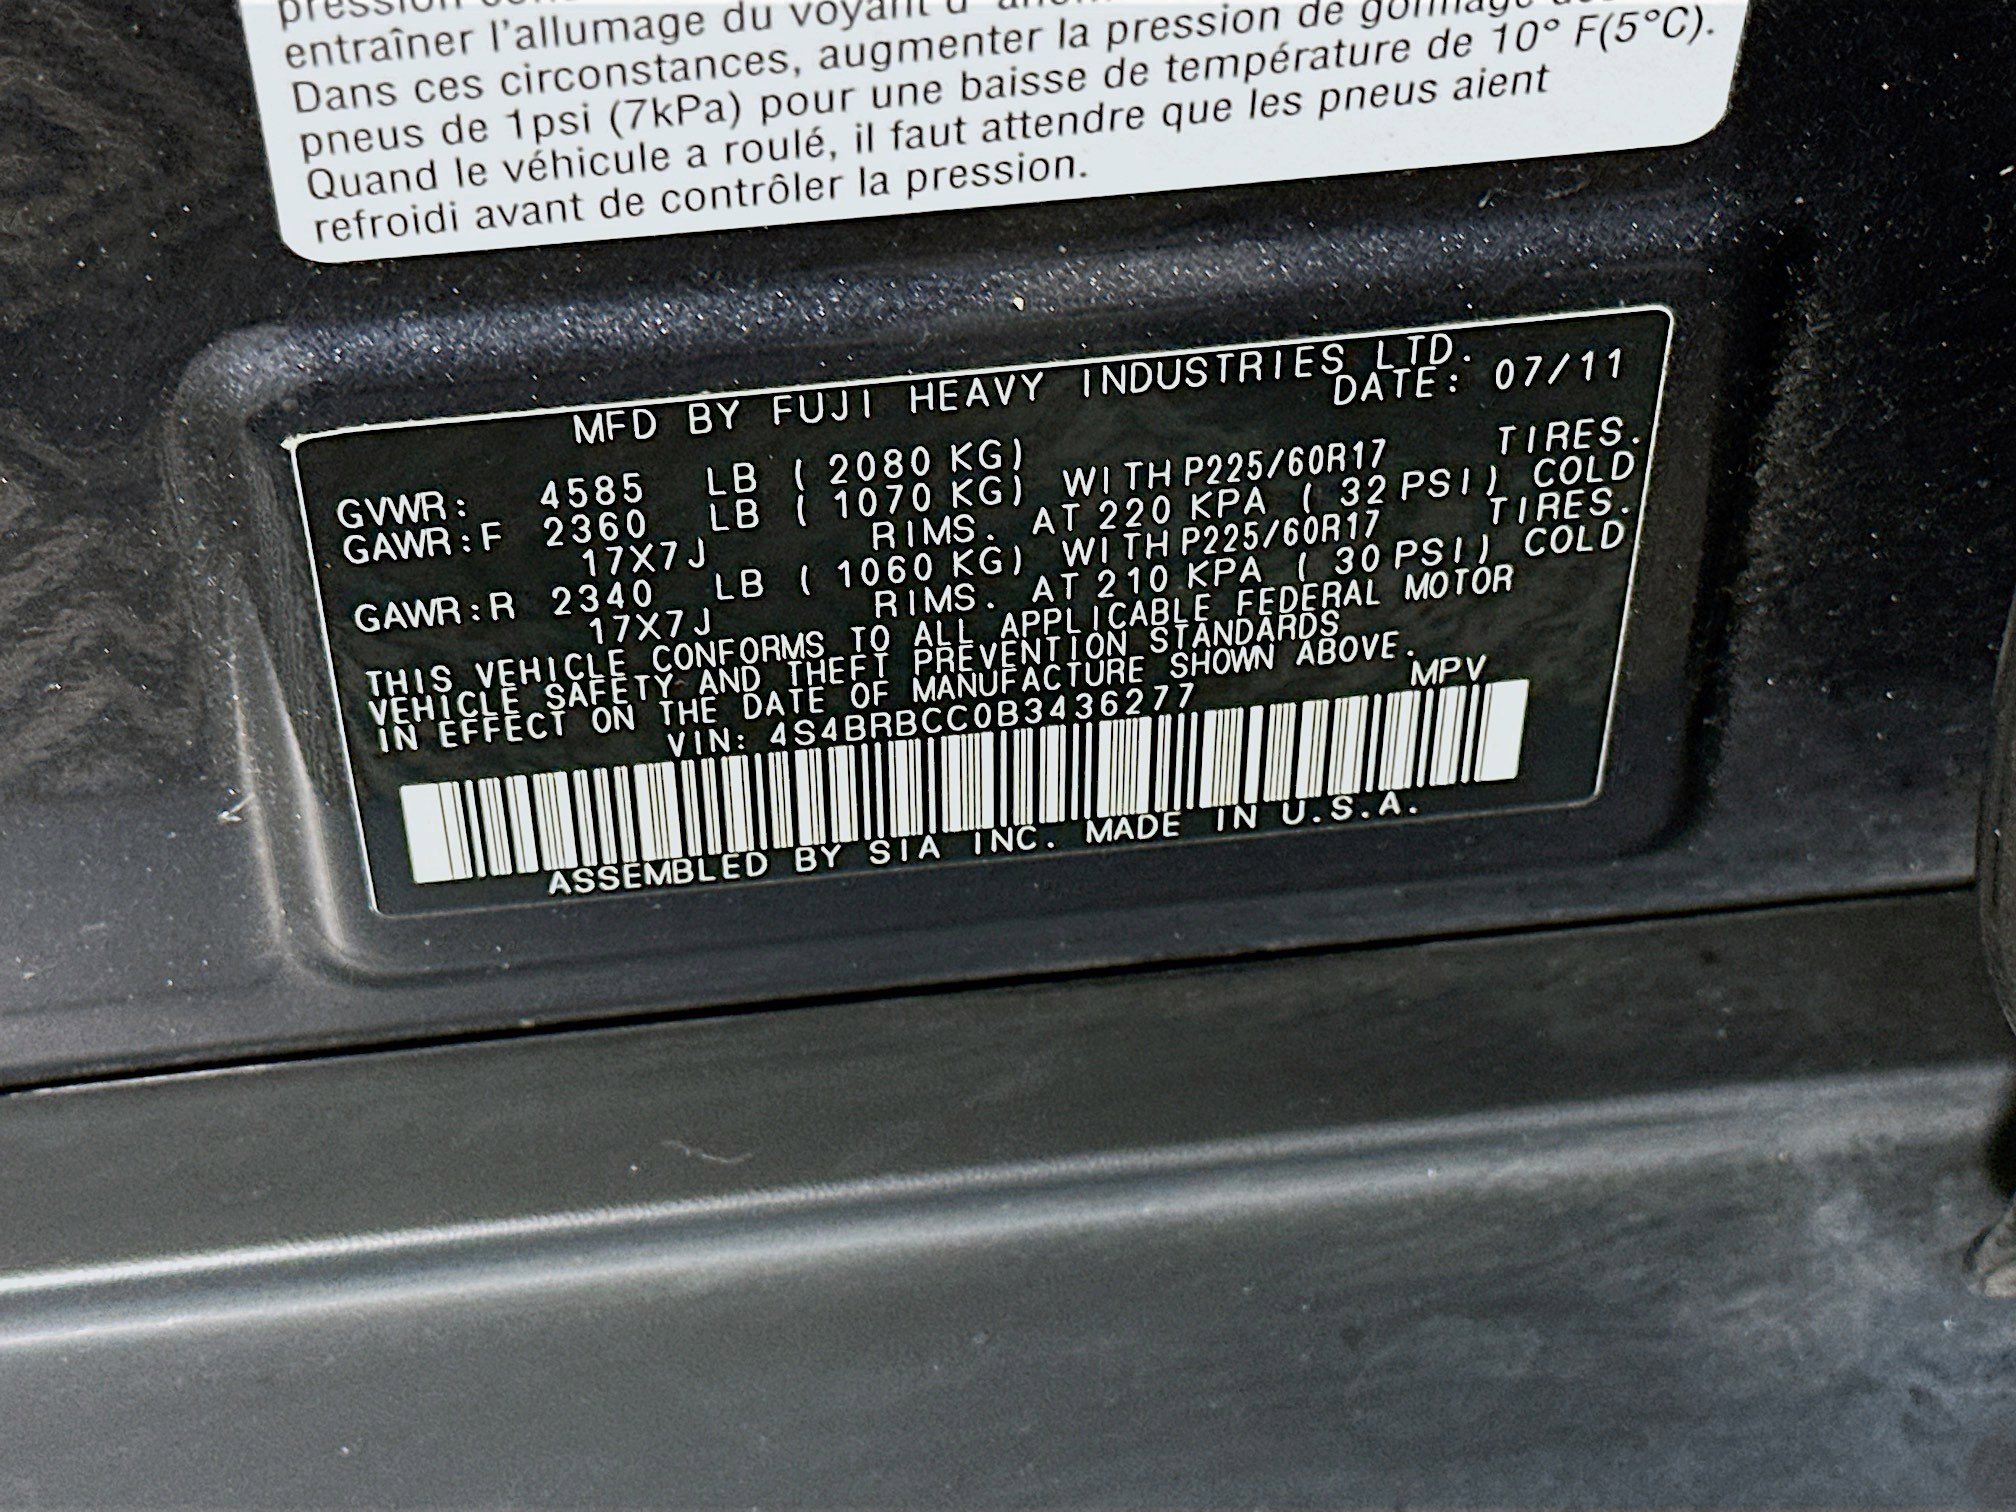 entraîner l'allumage du voyant d'
Dans ces circonstances, augmenter la pression de gonflage
pneus de 1psi (7kPa) pour une baisse de température de 10° F(5°C).
Quand le véhicule a roulé, il faut attendre que les pneus aient
refroidi avant de contrôler la pression.
MFD BY FUJI HEAVY INDUSTRIES LTD.
DATE: 07/11
GVWR: 4585 LB ( 2080 KG)
GAWR:F 2360 LB ( 1070 KG) WITH P225/60R17 TIRES.
17X7J RIMS. AT 220 KPA ( 32 PSI) COLD
GAWR:R 2340 LB ( 1060 KG) WITH P225/60R17 TIRES.
17X7J RIMS. AT 210 KPA ( 30 PSI) COLD
THIS VEHICLE CONFORMS TO ALL APPLICABLE FEDERAL MOTOR
VEHICLE SAFETY AND THEFT PREVENTION STANDARDS
IN EFFECT ON THE DATE OF MANUFACTURE SHOWN ABOVE.
VIN: 4S4BRBCC0B3436277 MPV
ASSEMBLED BY SIA INC. MADE IN U.S.A.